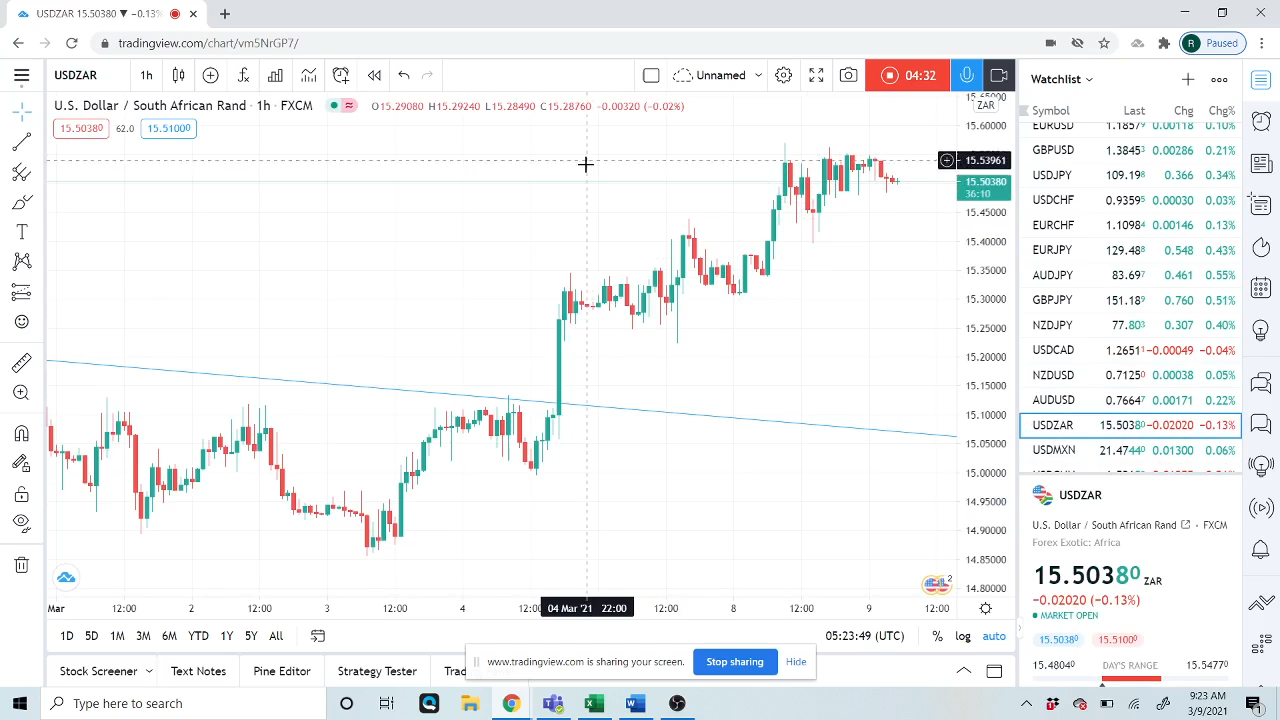 USDZAR 15.50380 ▼ −0.13%
tradingview.com/chart/vm5NrGP7/
R Paused
USDZAR 1h Unnamed 04:32
Watchlist
U.S. Dollar / South African Rand · 1h · FXCM O15.29080 H15.29240 L15.28490 C15.28760 −0.00320 (−0.02%)
15.50380 62.0 15.51000
ZAR
15.65000
15.60000
15.53961
15.50380
36:10
15.45000
15.40000
15.35000
15.30000
15.25000
15.20000
15.15000
15.10000
15.05000
15.00000
14.95000
14.90000
14.85000
14.80000
2
Mar 12:00 2 12:00 3 12:00 4 12:00 04 Mar '21 22:00 12:00 8 12:00 9 12:00
1D 5D 1M 3M 6M YTD 1Y 5Y All 05:23:49 (UTC) % log auto
Stock Screener Text Notes Pine Editor Strategy Tester Trad
www.tradingview.com is sharing your screen. Stop sharing Hide
Symbol Last Chg Chg%
EURUSD 1.18579 0.00118 0.10%
GBPUSD 1.38453 0.00286 0.21%
USDJPY 109.198 0.366 0.34%
USDCHF 0.93595 0.00030 0.03%
EURCHF 1.10984 0.00146 0.13%
EURJPY 129.488 0.548 0.43%
AUDJPY 83.697 0.461 0.55%
GBPJPY 151.189 0.760 0.51%
NZDJPY 77.803 0.307 0.40%
USDCAD 1.26511 −0.00049 −0.04%
NZDUSD 0.71250 0.00038 0.05%
AUDUSD 0.76647 0.00171 0.22%
USDZAR 15.50380 −0.02020 −0.13%
USDMXN 21.47440 0.01300 0.06%
USDZAR
U.S. Dollar / South African Rand · FXCM
Forex Exotic: Africa
15.50380 ZAR
−0.02020 (−0.13%)
MARKET OPEN
15.50380 15.51000
15.48040 DAY'S RANGE 15.54770
Type here to search
9:23 AM
3/9/2021
1